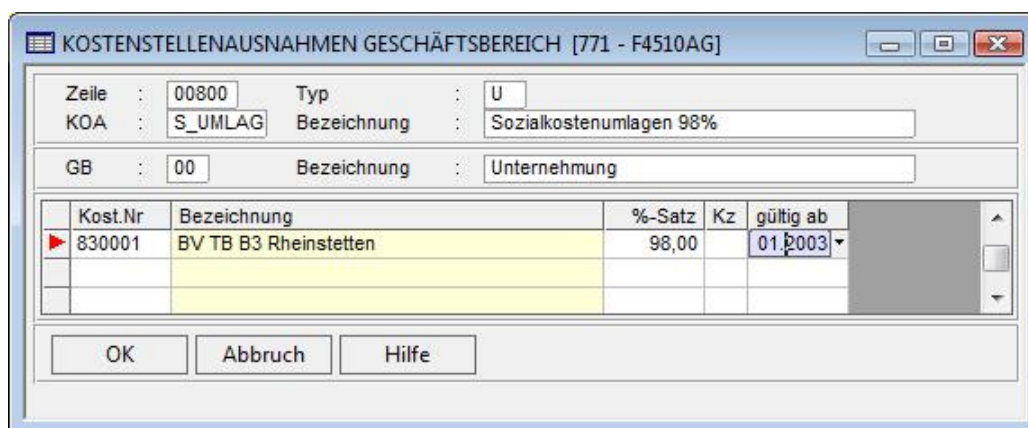 KOSTENSTELLENAUSNAHMEN GESCHÄFTSBEREICH [771 - F4510AG]
Zeile : 00800 Typ : U
KOA : S_UMLAG Bezeichnung : Sozialkostenumlagen 98%
GB : 00 Bezeichnung : Unternehmung
Kost.Nr Bezeichnung %-Satz Kz gültig ab
830001 BV TB B3 Rheinstetten 98,00 01.2003
OK Abbruch Hilfe